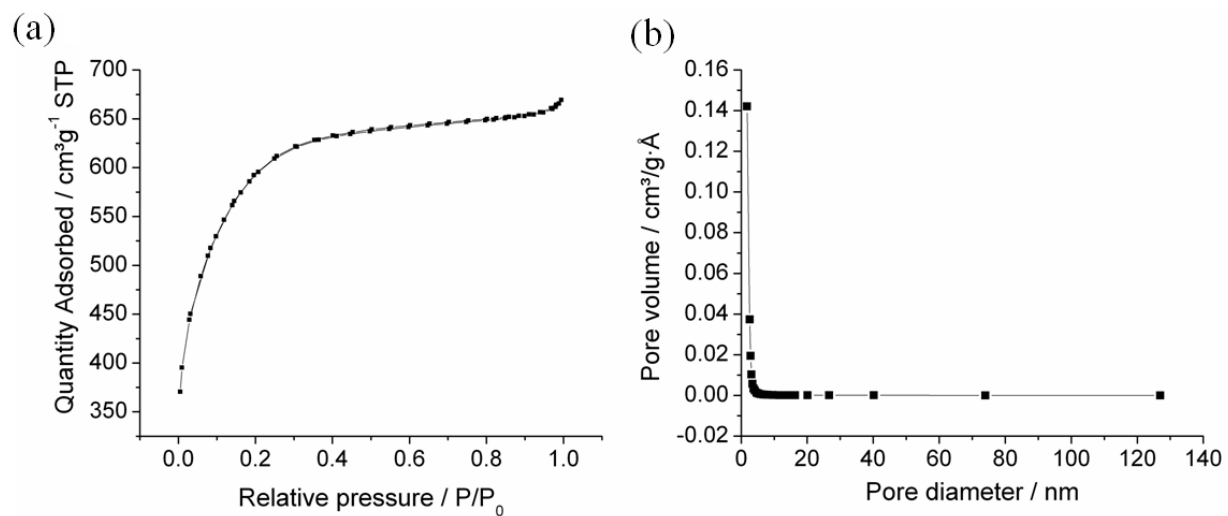 (a)
Quantity Adsorbed / cm³g⁻¹ STP
700
650
600
550
500
450
400
350
0.0 0.2 0.4 0.6 0.8 1.0
Relative pressure / P/P₀
(b)
Pore volume / cm³/g·Å
0.16
0.14
0.12
0.10
0.08
0.06
0.04
0.02
0.00
-0.02
0 20 40 60 80 100 120 140
Pore diameter / nm